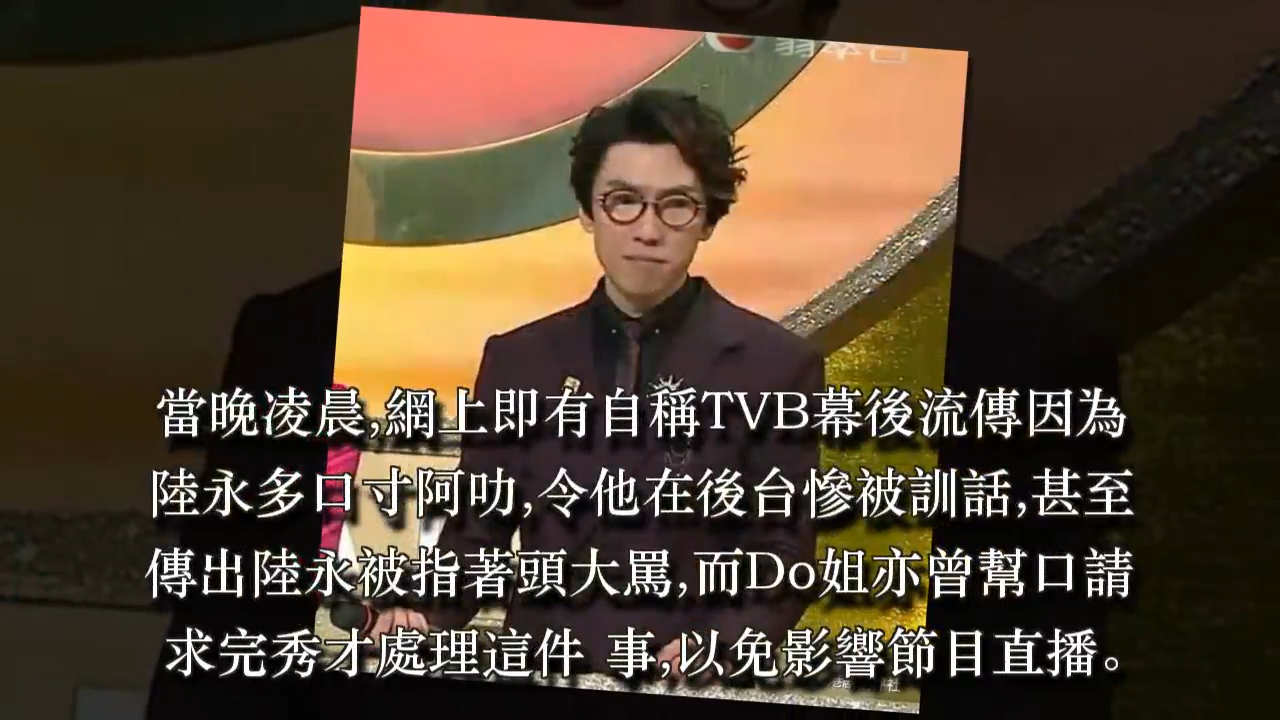 翡翠台
當晚凌晨,網上即有自稱TVB幕後流傳因為
陸永多口寸阿叻,令他在後台慘被訓話,甚至
傳出陸永被指著頭大罵,而Do姐亦曾幫口請
求完秀才處理這件 事,以免影響節目直播。